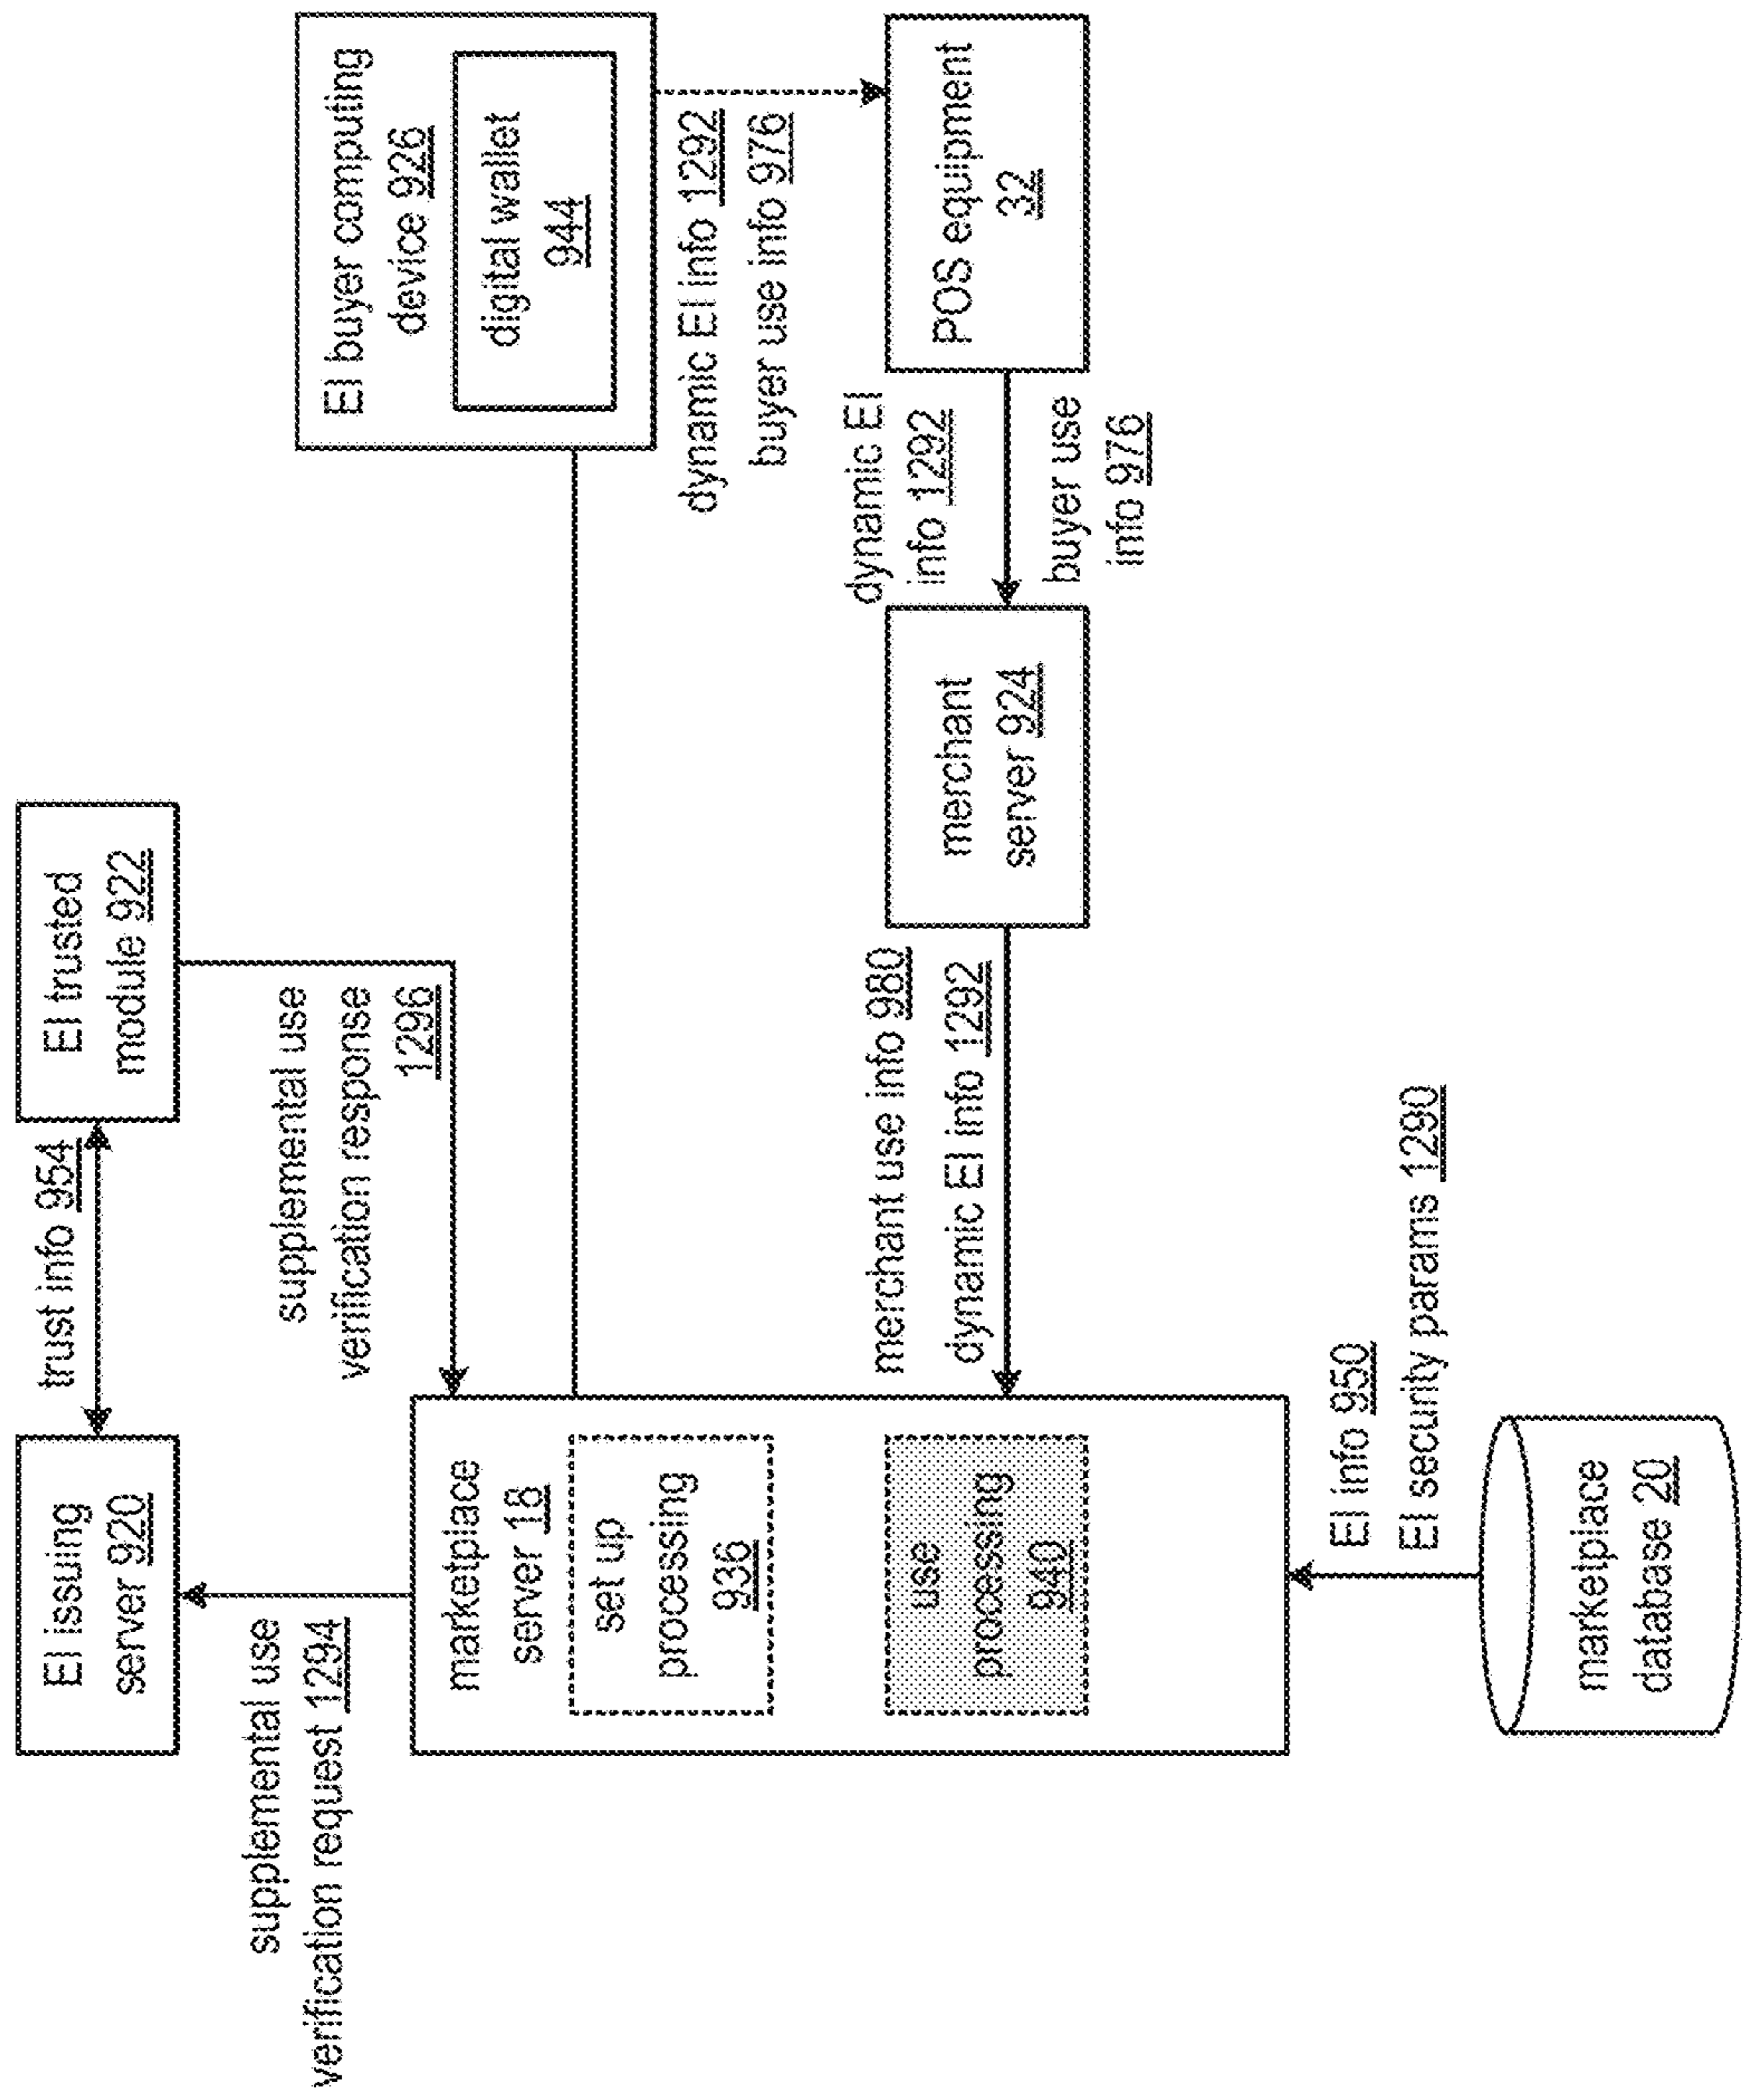 EI issuing
server 920
trust info 954
EI trusted
module 922
supplemental use
verification request 1294
supplemental use
verification response
1296
EI buyer computing
device 926
digital wallet
944
marketplace
server 18
set up
processing
936
use
processing
940
dynamic EI info 1292
buyer use info 976
merchant use info 980
dynamic EI info 1292
merchant
server 924
dynamic EI
info 1292
buyer use
info 976
POS equipment
32
EI info 950
EI security params 1290
marketplace
database 20